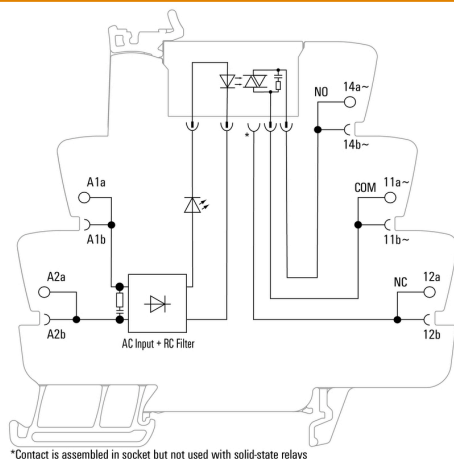 NO
14a~
14b~
*
A1a
COM
11a~
A1b
11b~
A2a
NC
12a
A2b
12b
AC Input + RC Filter
*Contact is assembled in socket but not used with solid-state relays